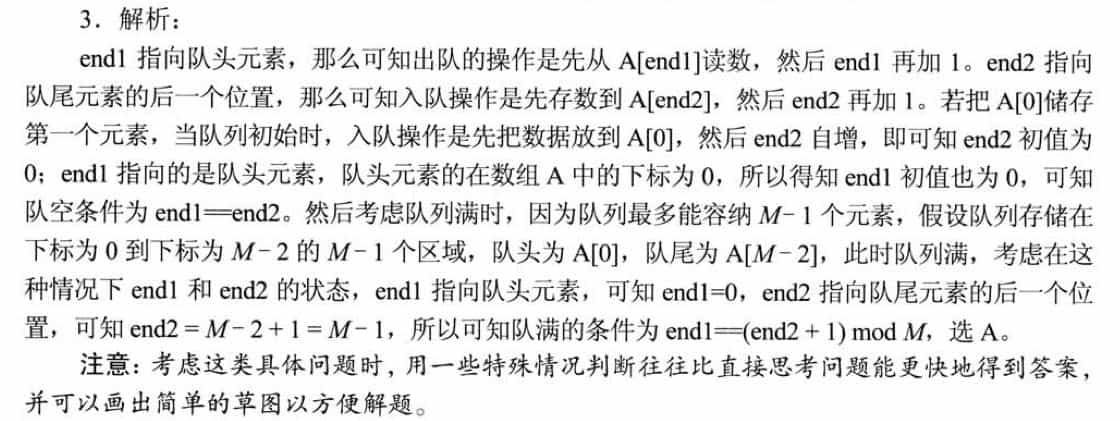 3．解析：
end1 指向队头元素，那么可知出队的操作是先从 A[end1]读数，然后 end1 再加 1。end2 指向
队尾元素的后一个位置，那么可知入队操作是先存数到 A[end2]，然后 end2 再加 1。若把 A[0]储存
第一个元素，当队列初始时，入队操作是先把数据放到 A[0]，然后 end2 自增，即可知 end2 初值为
0；end1 指向的是队头元素，队头元素的在数组 A 中的下标为 0，所以得知 end1 初值也为 0，可知
队空条件为 end1==end2。然后考虑队列满时，因为队列最多能容纳 M－1 个元素，假设队列存储在
下标为 0 到下标为 M－2 的 M－1 个区域，队头为 A[0]，队尾为 A[M－2]，此时队列满，考虑在这
种情况下 end1 和 end2 的状态，end1 指向队头元素，可知 end1=0，end2 指向队尾元素的后一个位
置，可知 end2 = M－2 + 1 = M－1，所以可知队满的条件为 end1==(end2 + 1) mod M，选 A。
注意：考虑这类具体问题时，用一些特殊情况判断往往比直接思考问题能更快地得到答案，
并可以画出简单的草图以方便解题。